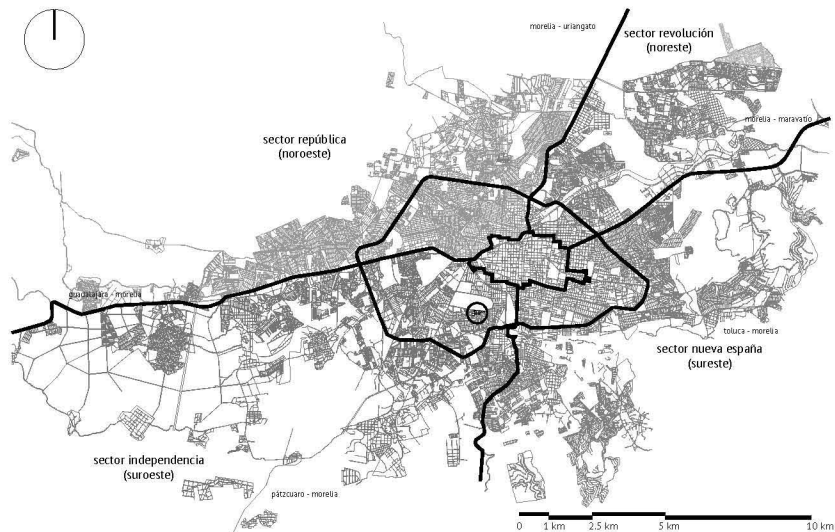 morelia - uriangato
sector revolución
(noreste)
morelia - maravatío
sector república
(noroeste)
guadalajara - morelia
toluca - morelia
sector nueva españa
(sureste)
sector independencia
(suroeste)
pátzcuaro - morelia
0 1 km 2.5 km 5 km 10 km